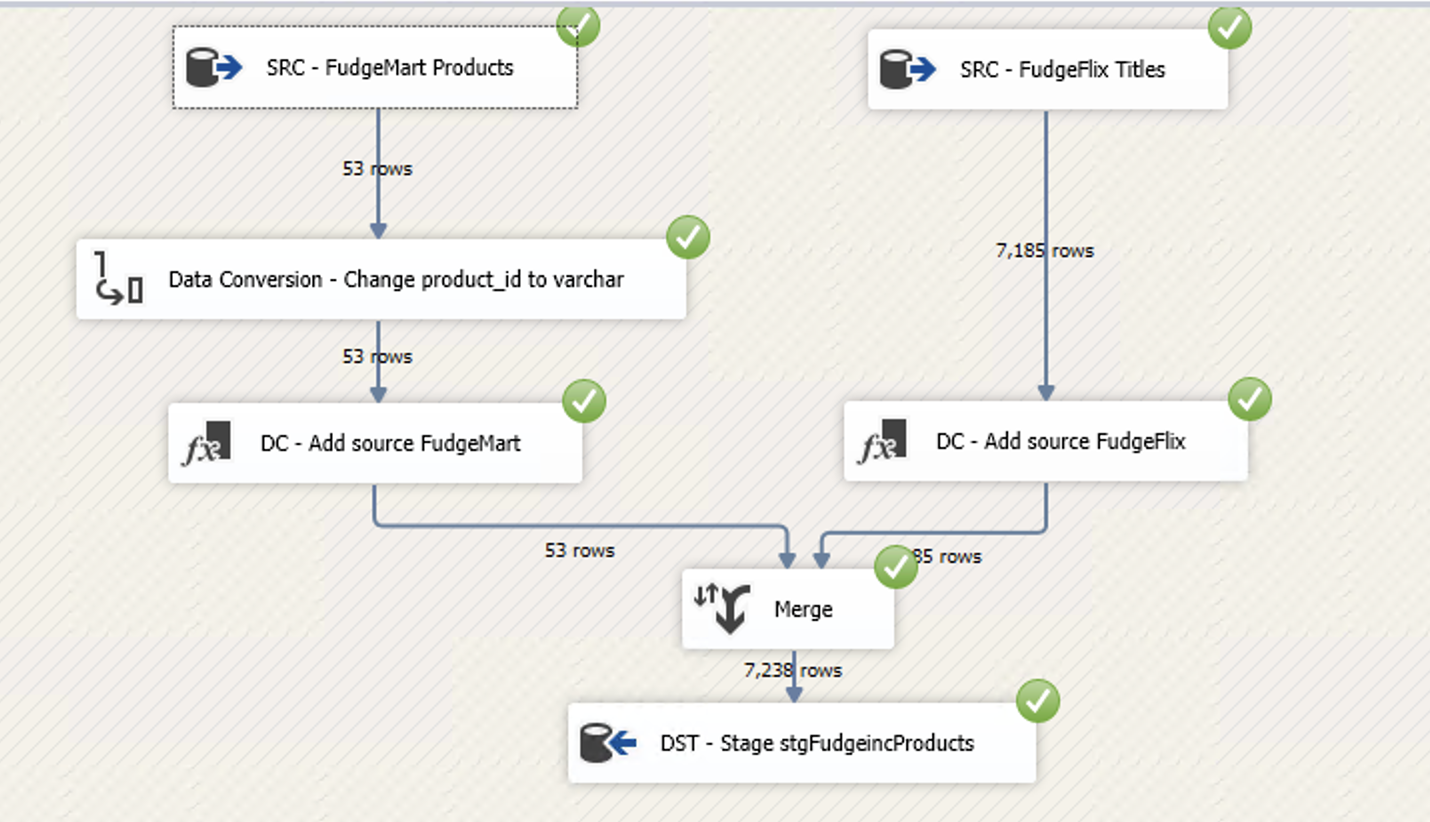 SRC - FudgeMart Products
SRC - FudgeFlix Titles
53 rows
7,185 rows
Data Conversion - Change product_id to varchar
53 rows
DC - Add source FudgeMart
DC - Add source FudgeFlix
53 rows
85 rows
Merge
7,238 rows
DST - Stage stgFudgeincProducts